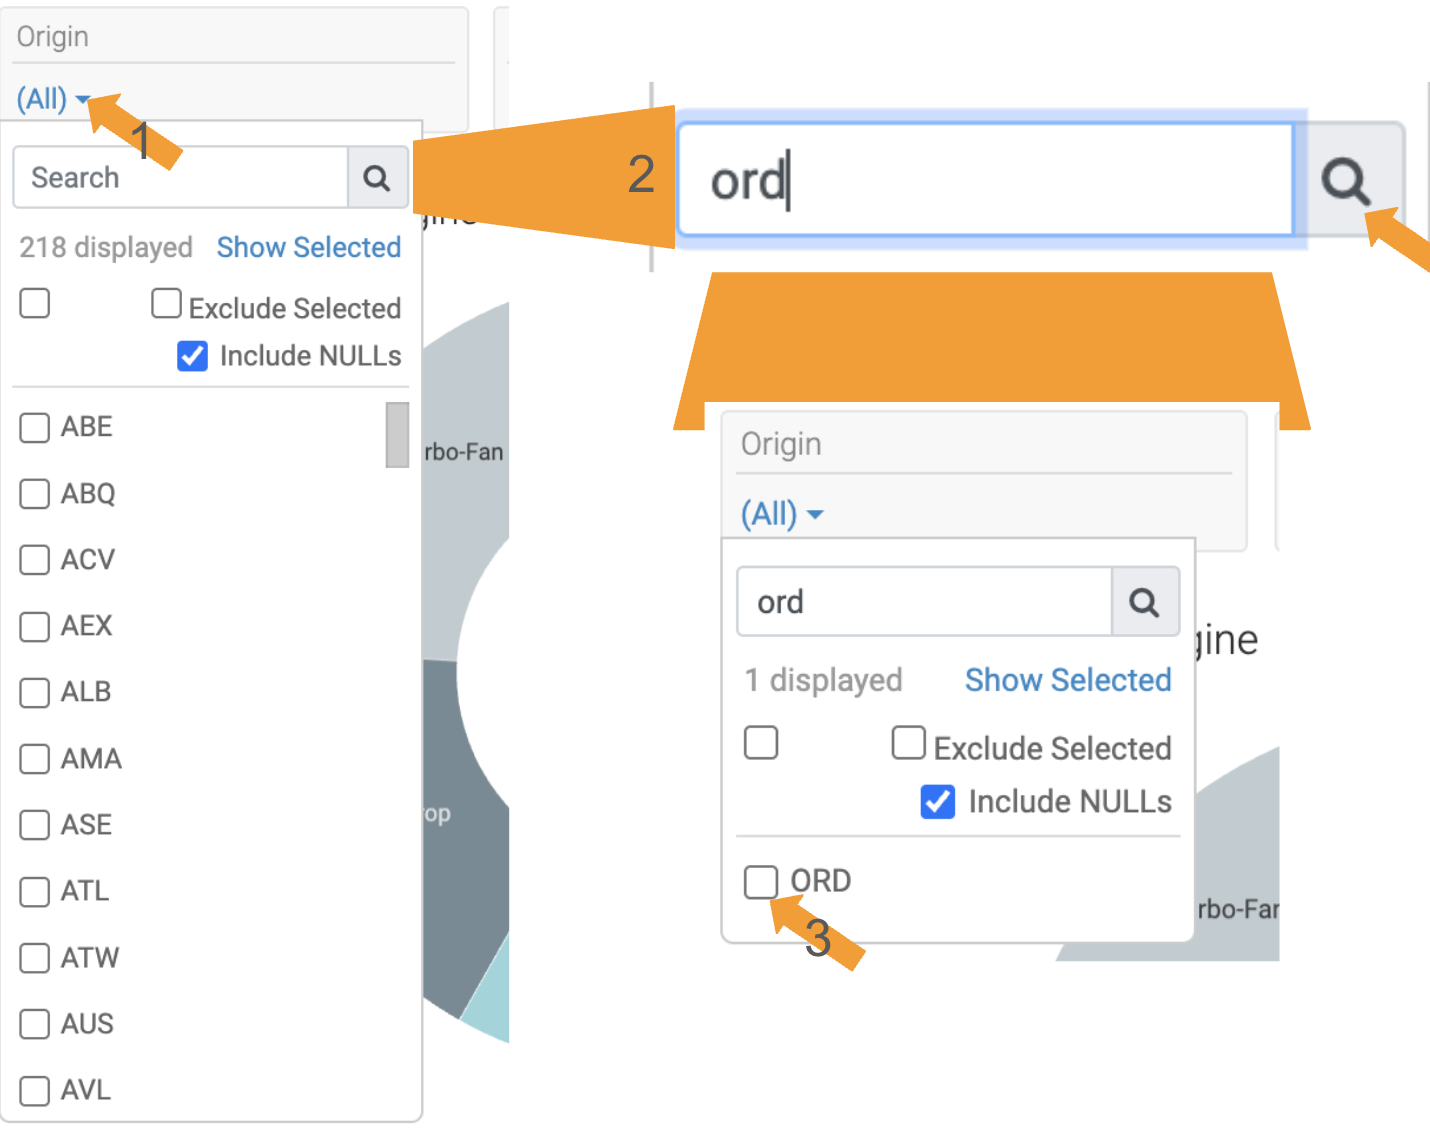 Origin
(All)
1
Search
218 displayed Show Selected
Exclude Selected
Include NULLs
ABE
ABQ
ACV
AEX
ALB
AMA
ASE
ATL
ATW
AUS
AVL
rbo-Fan
op
2
ord
Origin
(All)
ord
gine
1 displayed Show Selected
Exclude Selected
Include NULLs
ORD
3
rbo-Far